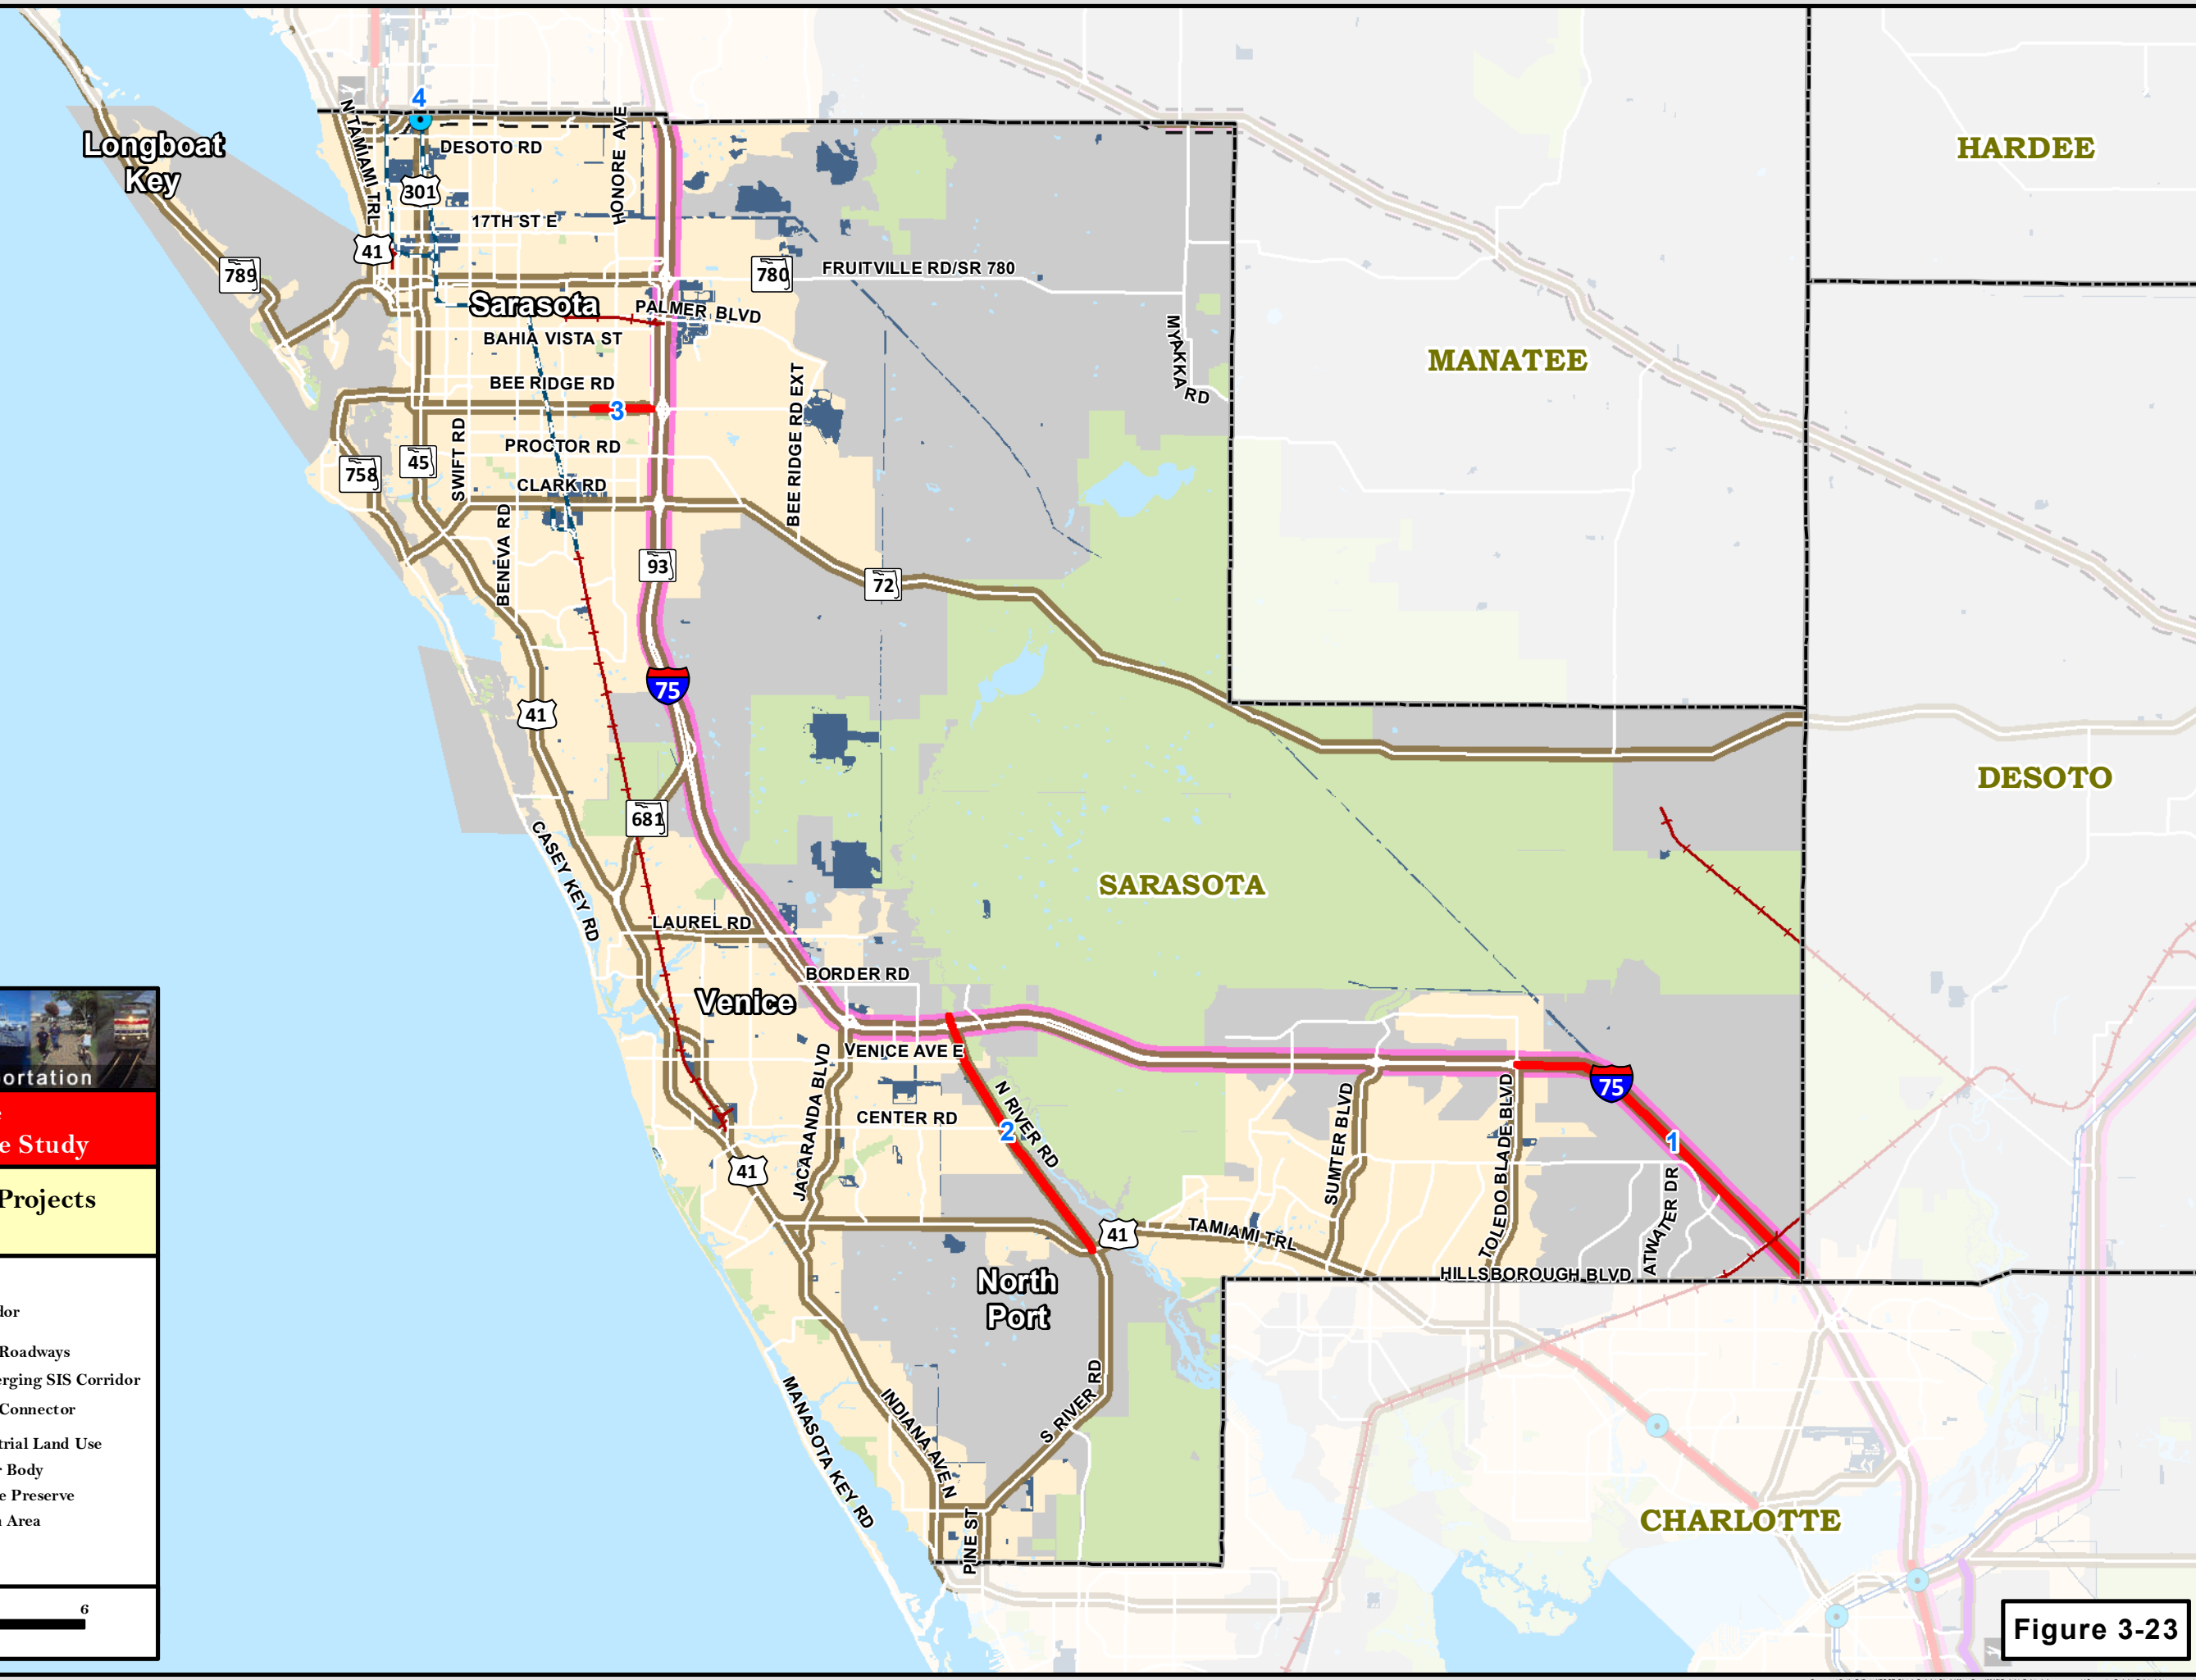 4
Longboat
Key
N TAMIAMI TRL
DESOTO RD
HONORE AVE
301
17TH ST E
41
789
780
FRUITVILLE RD/SR 780
Sarasota
PALMER BLVD
BAHIA VISTA ST
MYAKKA RD
BEE RIDGE RD
3
BEE RIDGE RD EXT
SWIFT RD
PROCTOR RD
45
758
CLARK RD
BENEVA RD
93
72
75
41
681
CASEY KEY RD
LAUREL RD
BORDER RD
Venice
VENICE AVE E
JACARANDA BLVD
CENTER RD
N RIVER RD
2
41
SUMTER BLVD
TOLEDO BLADE BLVD
75
1
ATWATER DR
41
TAMIAMI TRL
HILLSBOROUGH BLVD
North
Port
S RIVER RD
INDIANA AVE N
MANASOTA KEY RD
PINE ST
HARDEE
MANATEE
DESOTO
SARASOTA
CHARLOTTE
ortation
e Study
Projects
dor
Roadways
erging SIS Corridor
Connector
trial Land Use
r Body
e Preserve
n Area
6
Figure 3-23